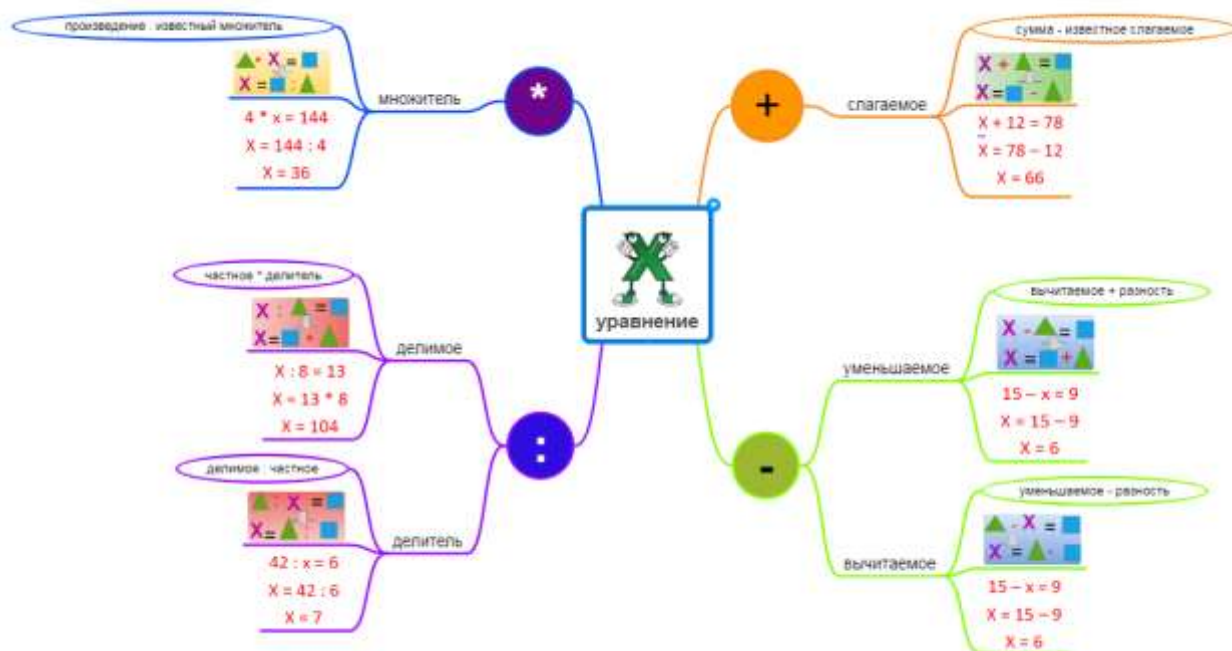 произведение : известный множитель
▲ * X = ■
X = ■ : ▲
множитель
4 * x = 144
X = 144 : 4
X = 36
*
частное * делитель
X : ▲ = ■
X = ■ * ▲
делимое
X : 8 = 13
X = 13 * 8
X = 104
:
делимое : частное
▲ : X = ■
X = ▲ : ■
делитель
42 : x = 6
X = 42 : 6
X = 7
уравнение
+
слагаемое
сумма - известное слагаемое
X + ▲ = ■
X = ■ - ▲
X + 12 = 78
X = 78 – 12
X = 66
-
уменьшаемое
вычитаемое + разность
X - ▲ = ■
X = ■ + ▲
15 – x = 9
X = 15 – 9
X = 6
вычитаемое
уменьшаемое - разность
▲ - X = ■
X = ▲ - ■
15 – x = 9
X = 15 – 9
X = 6